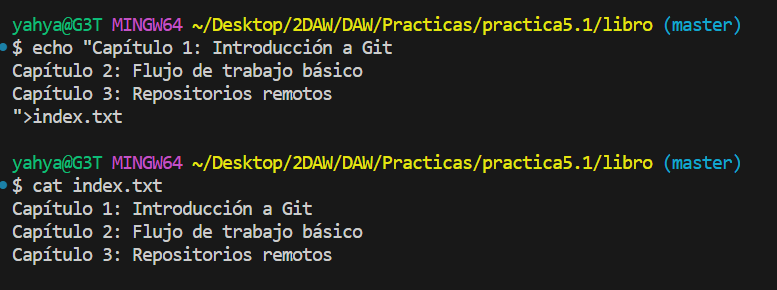 yahya@G3T MINGW64 ~/Desktop/2DAW/DAW/Practicas/practica5.1/libro (master)
$ echo "Capítulo 1: Introducción a Git
Capítulo 2: Flujo de trabajo básico
Capítulo 3: Repositorios remotos
">index.txt
yahya@G3T MINGW64 ~/Desktop/2DAW/DAW/Practicas/practica5.1/libro (master)
$ cat index.txt
Capítulo 1: Introducción a Git
Capítulo 2: Flujo de trabajo básico
Capítulo 3: Repositorios remotos